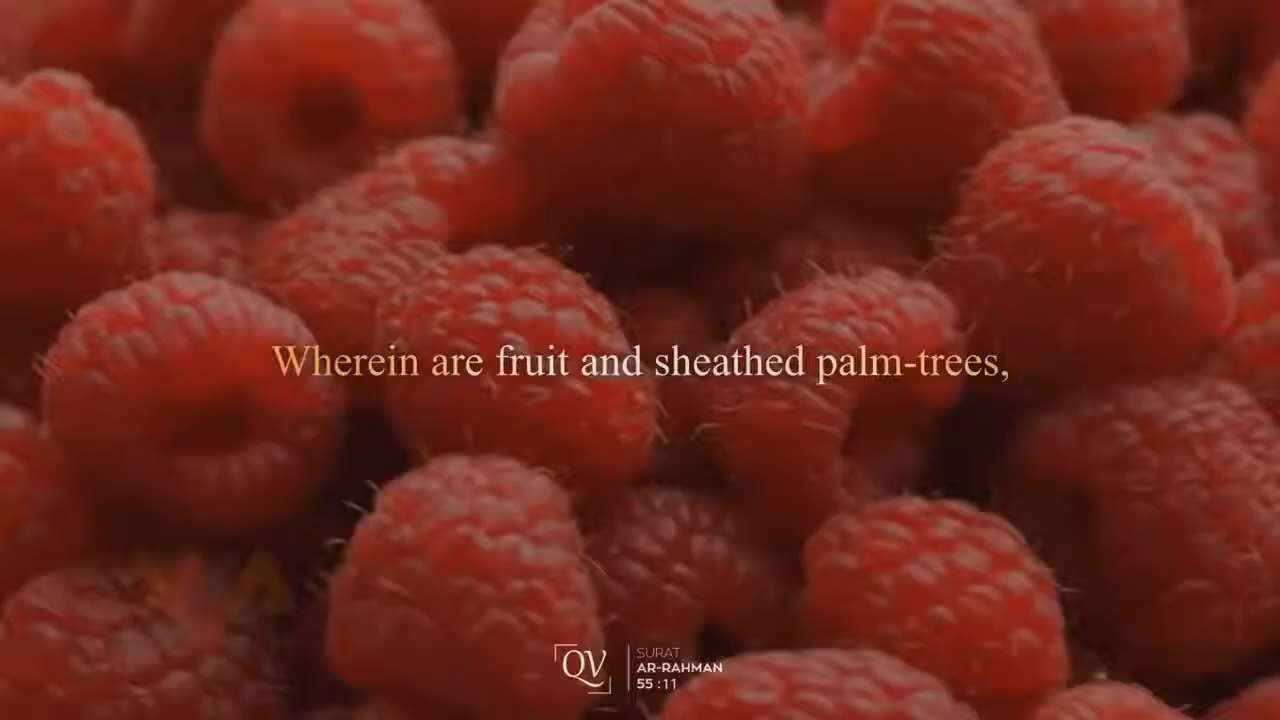 Wherein are fruit and sheathed palm-trees,
QV
SURAT
AR-RAHMAN
55 : 11